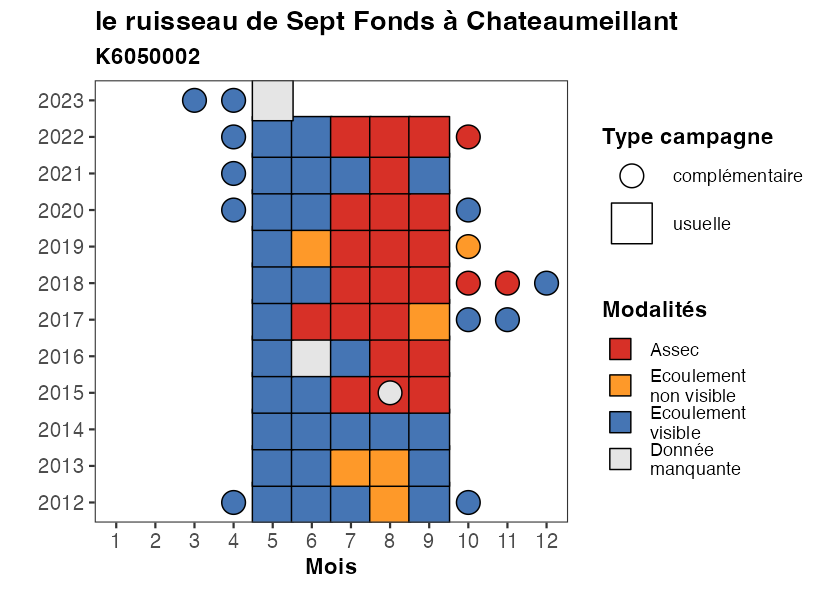 le ruisseau de Sept Fonds à Chateaumeillant
K6050002
2023
2022
2021
2020
2019
2018
2017
2016
2015
2014
2013
2012
1 2 3 4 5 6 7 8 9 10 11 12
Mois
Type campagne
complémentaire
usuelle
Modalités
Assec
Ecoulement
non visible
Ecoulement
visible
Donnée
manquante